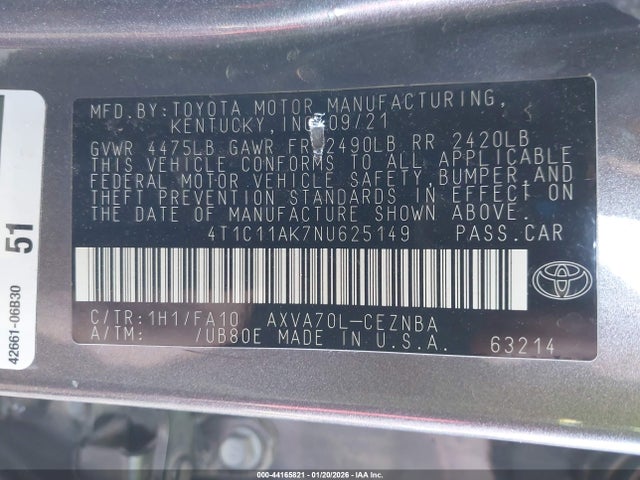 MFD. BY: TOYOTA MOTOR MANUFACTURING,
KENTUCKY, INC. 09/21
GVWR 4475LB GAWR FR 2490LB RR 2420LB
THIS VEHICLE CONFORMS TO ALL APPLICABLE
FEDERAL MOTOR VEHICLE SAFETY, BUMPER, AND
THEFT PREVENTION STANDARDS IN EFFECT ON
THE DATE OF MANUFACTURE SHOWN ABOVE.
4T1C11AK7NU625149 PASS.CAR
C/TR:1H1/FA10 AXVA70L-CEZNBA
A/TM: /UB80E MADE IN U.S.A. 63214
42661-06B30
51
000-44165821 - 01/20/2026 - IAA Inc.